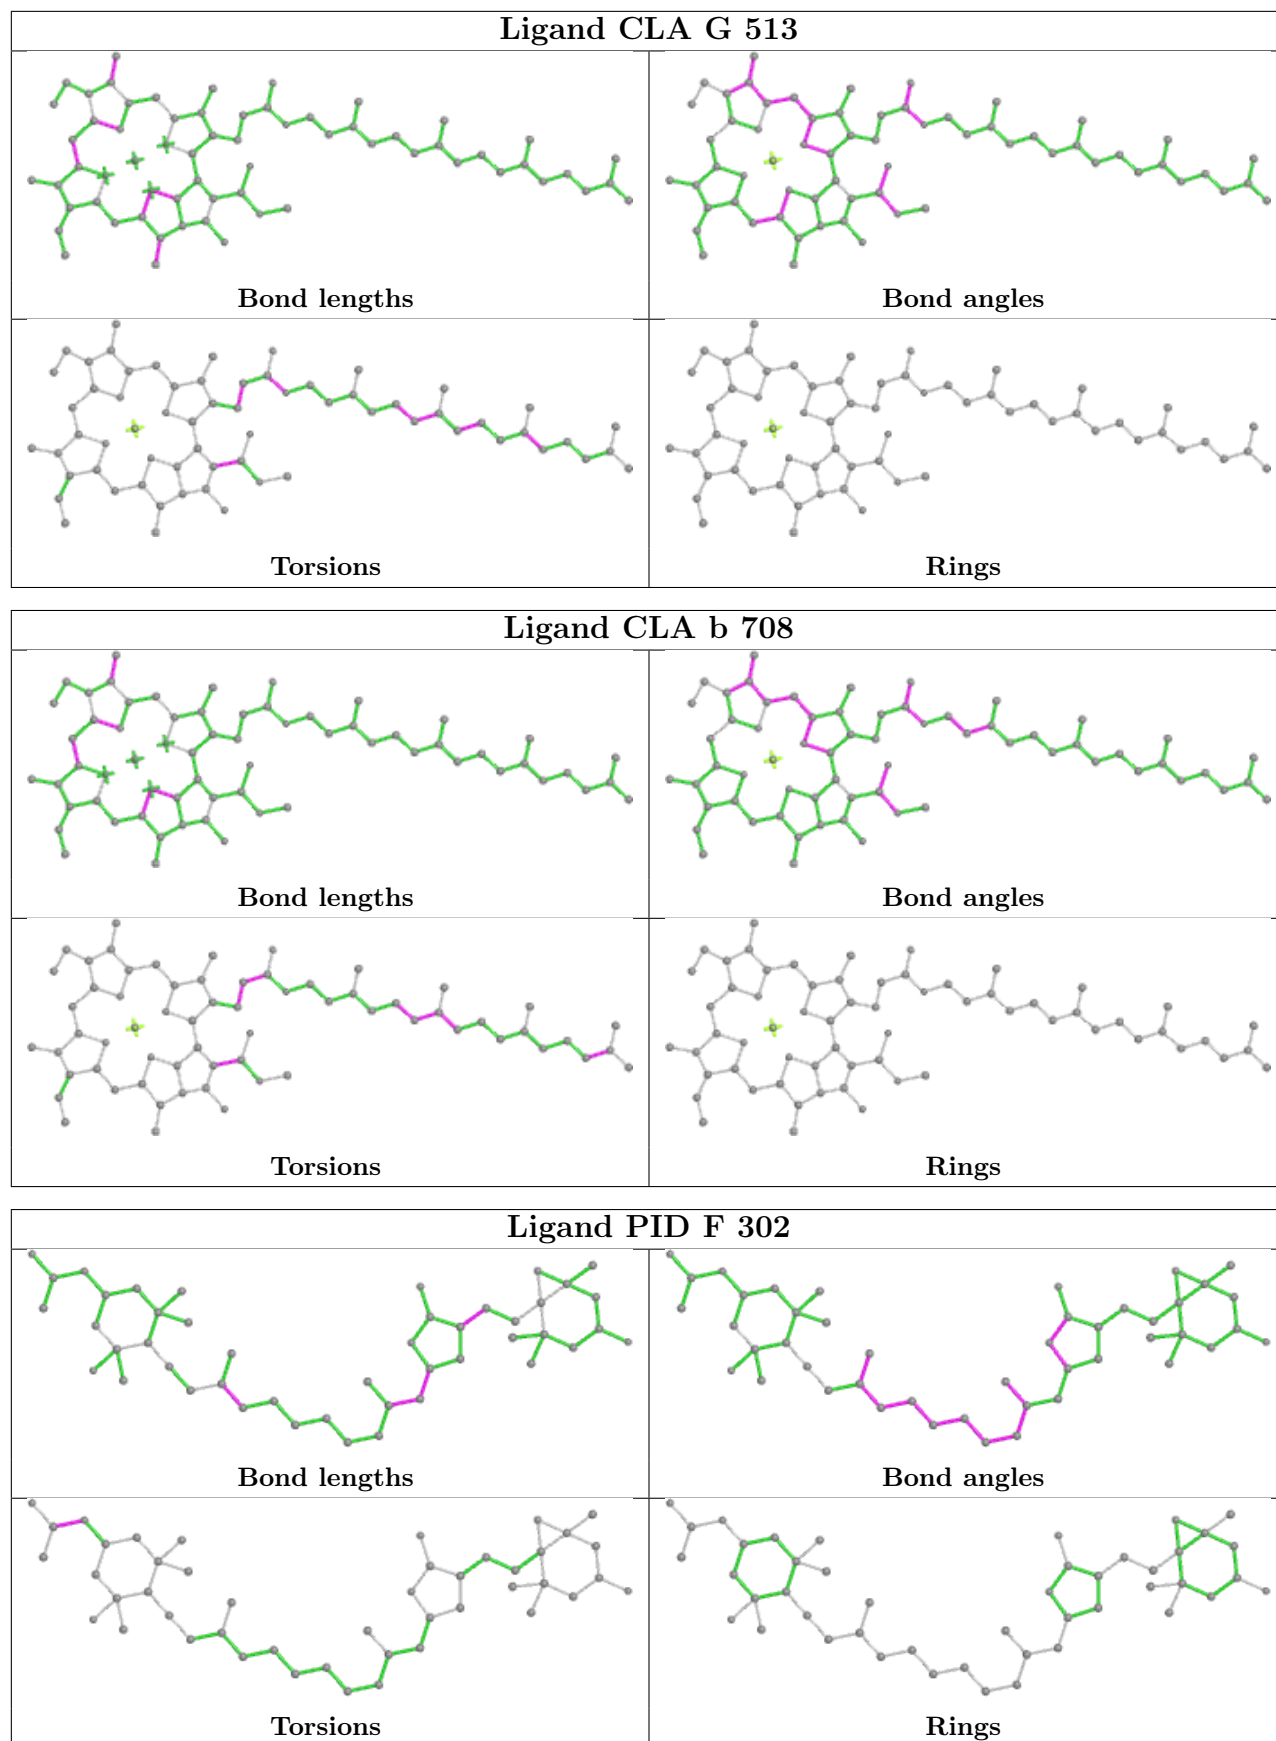 Ligand CLA G 513
Bond lengths
Bond angles
Torsions
Rings
Ligand CLA b 708
Bond lengths
Bond angles
Torsions
Rings
Ligand PID F 302
Bond lengths
Bond angles
Torsions
Rings